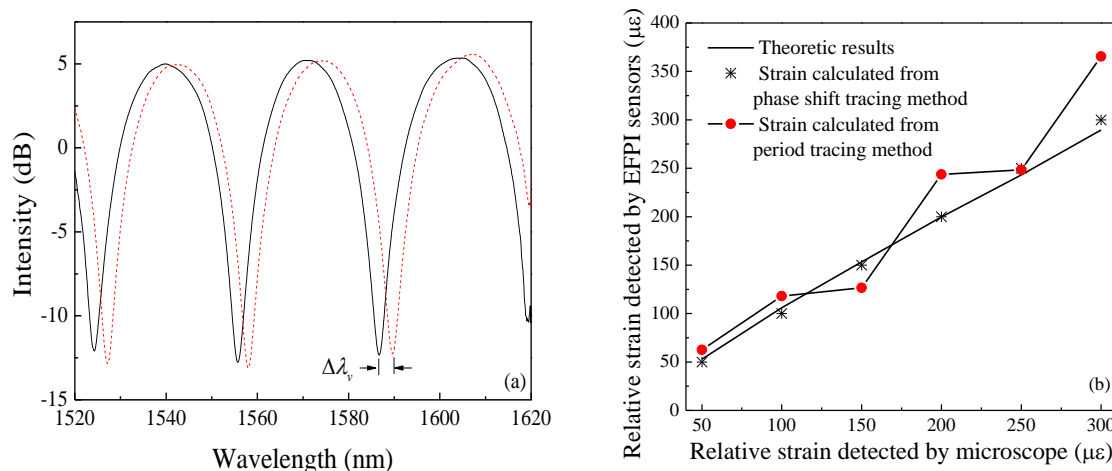 5
0
-5
-10
-15
Intensity (dB)
1520 1540 1560 1580 1600 1620
Wavelength (nm)
Δλv
(a)
400
350
300
250
200
150
100
50
0
Relative strain detected by EFPI sensors (με)
Theoretic results
Strain calculated from
phase shift tracing method
Strain calculated from
period tracing method
(b)
50 100 150 200 250 300
Relative strain detected by microscope (με)